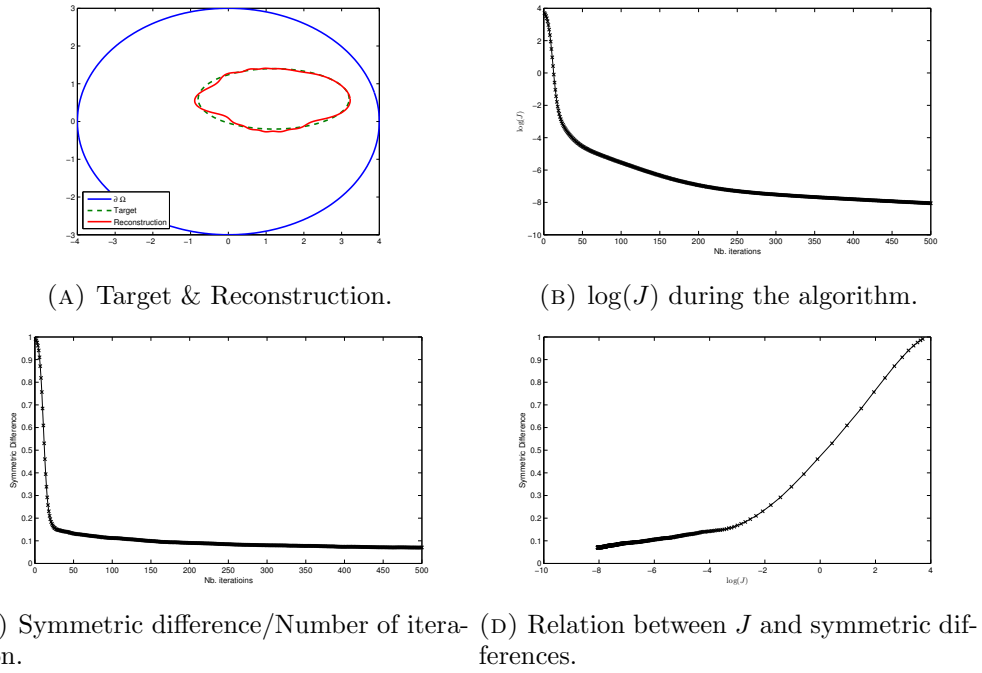 3
2
1
0
−1
−2
−3
−4 −3 −2 −1 0 1 2 3 4
∂ Ω
Target
Reconstruction
4
2
0
−2
−4
−6
−8
−10
log(J)
0 50 100 150 200 250 300 350 400 450 500
Nb. iterations
(A) Target & Reconstruction.
(B) log(J) during the algorithm.
1
0.9
0.8
0.7
0.6
0.5
0.4
0.3
0.2
0.1
0
Symmetric Difference
0 50 100 150 200 250 300 350 400 450 500
Nb. iteratioins
1
0.9
0.8
0.7
0.6
0.5
0.4
0.3
0.2
0.1
0
Symmetric Difference
−10 −8 −6 −4 −2 0 2 4
log(J)
) Symmetric difference/Number of itera-
n.
(D) Relation between J and symmetric dif-
ferences.